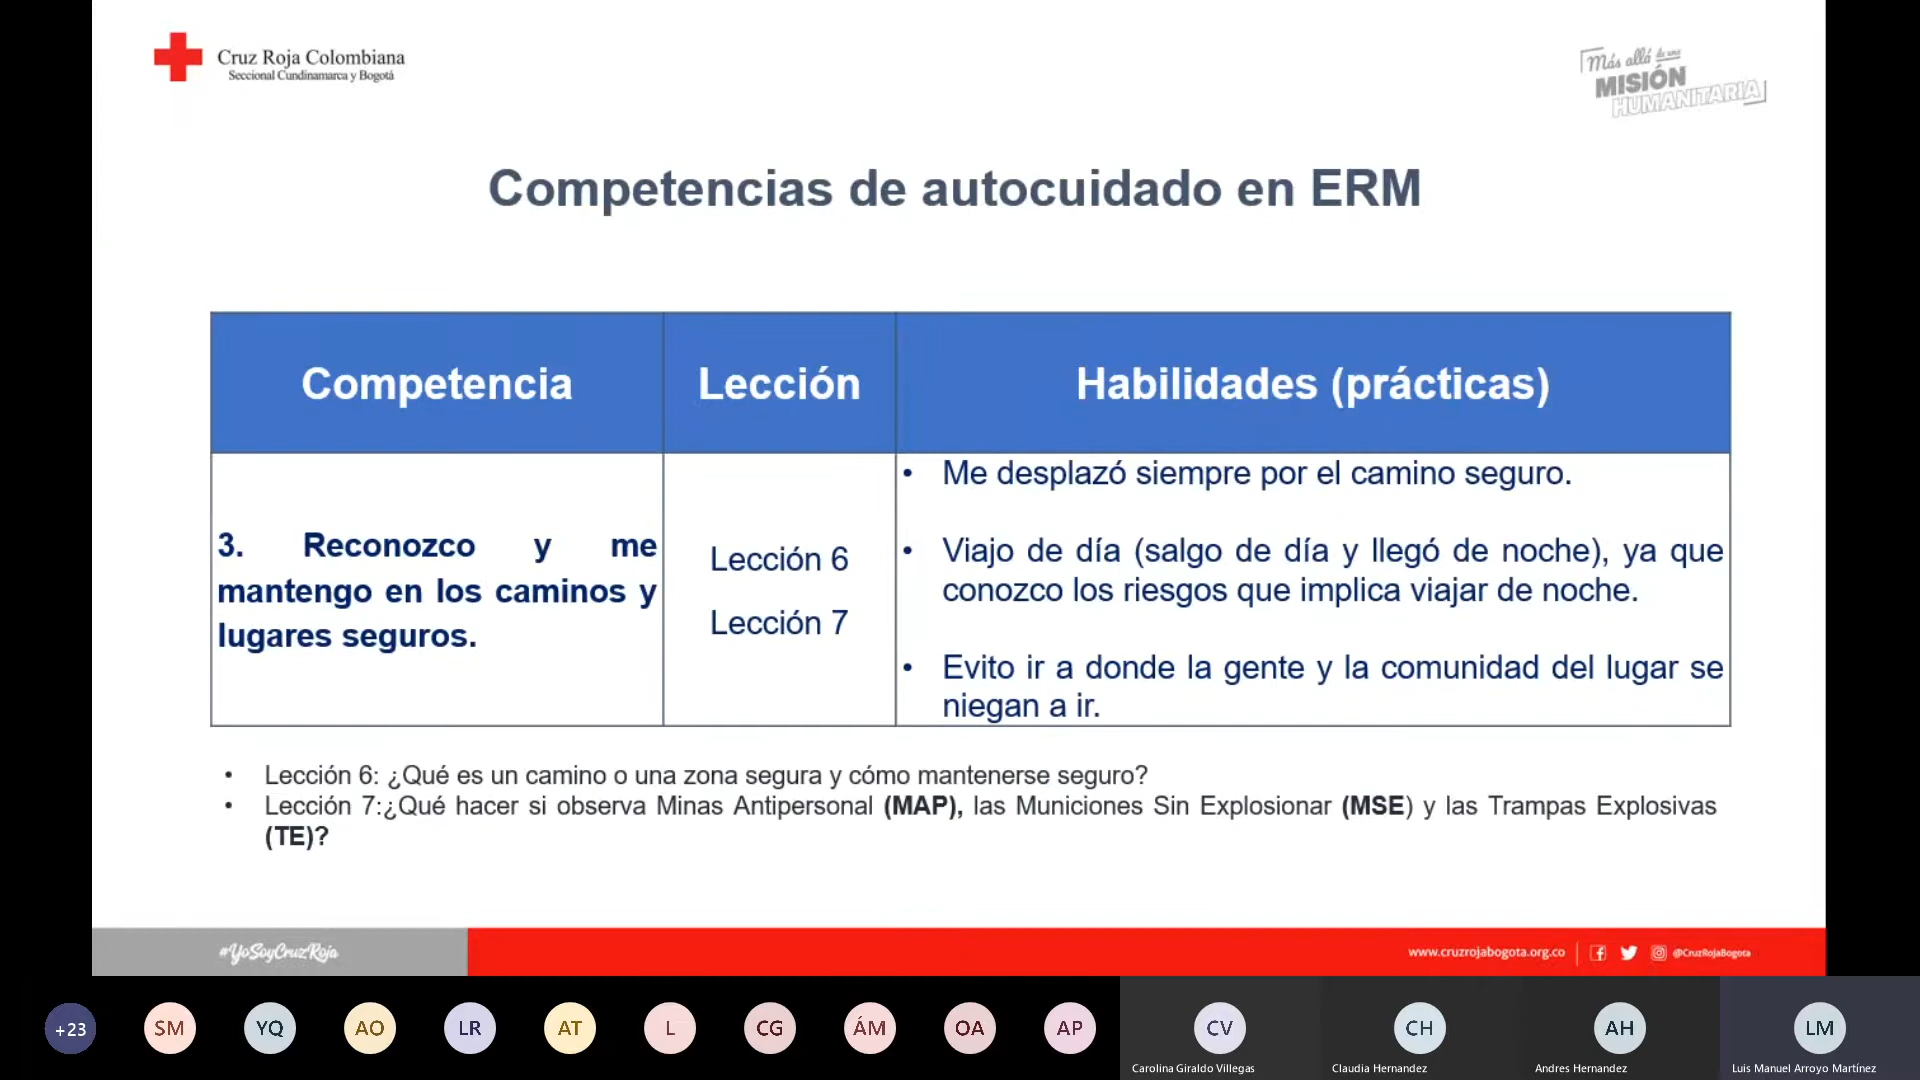 Cruz Roja Colombiana
Seccional Cundinamarca y Bogotá
Más allá de una
MISIÓN
HUMANITARIA
Competencias de autocuidado en ERM
Competencia
Lección
Habilidades (prácticas)
3. Reconozco y me
mantengo en los caminos y
lugares seguros.
Lección 6
Lección 7
• Me desplazó siempre por el camino seguro.
• Viajo de día (salgo de día y llegó de noche), ya que
conozco los riesgos que implica viajar de noche.
• Evito ir a donde la gente y la comunidad del lugar se
niegan a ir.
• Lección 6: ¿Qué es un camino o una zona segura y cómo mantenerse seguro?
• Lección 7:¿Qué hacer si observa Minas Antipersonal (MAP), las Municiones Sin Explosionar (MSE) y las Trampas Explosivas
(TE)?
#YoSoyCruzRoja
www.cruzrojabogota.org.co
@CruzRojaBogota
+23
SM
YQ
AO
LR
AT
L
CG
ÁM
OA
AP
CV
CH
AH
LM
Carolina Giraldo Villegas
Claudia Hernandez
Andres Hernandez
Luis Manuel Arroyo Martínez